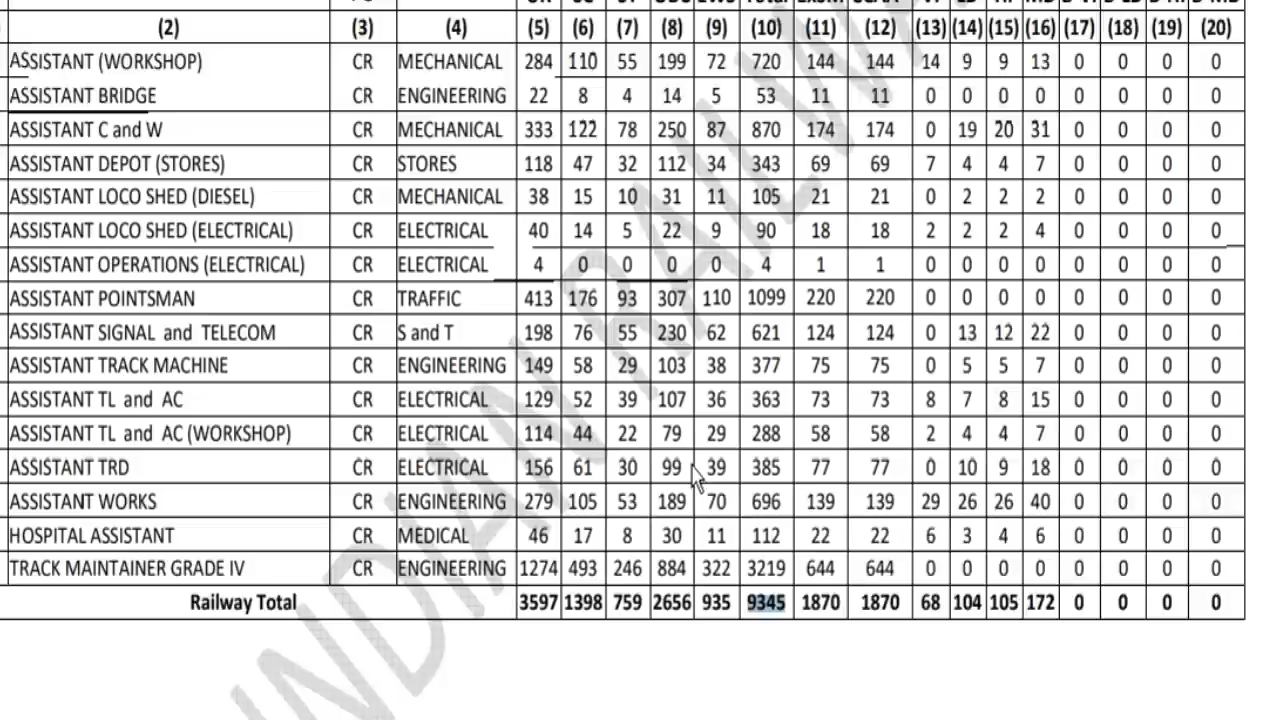 Total
(2) (3) (4) (5) (6) (7) (8) (9) (10) (11) (12) (13) (14) (15) (16) (17) (18) (19) (20)
ASSISTANT (WORKSHOP) CR MECHANICAL 284 110 55 199 72 720 144 144 14 9 9 13 0 0 0 0
ASSISTANT BRIDGE CR ENGINEERING 22 8 4 14 5 53 11 11 0 0 0 0 0 0 0 0
ASSISTANT C and W CR MECHANICAL 333 122 78 250 87 870 174 174 0 19 20 31 0 0 0 0
ASSISTANT DEPOT (STORES) CR STORES 118 47 32 112 34 343 69 69 7 4 4 7 0 0 0 0
ASSISTANT LOCO SHED (DIESEL) CR MECHANICAL 38 15 10 31 11 105 21 21 0 2 2 2 0 0 0 0
ASSISTANT LOCO SHED (ELECTRICAL) CR ELECTRICAL 40 14 5 22 9 90 18 18 2 2 2 4 0 0 0 0
ASSISTANT OPERATIONS (ELECTRICAL) CR ELECTRICAL 4 0 0 0 0 4 1 1 0 0 0 0 0 0 0 0
ASSISTANT POINTSMAN CR TRAFFIC 413 176 93 307 110 1099 220 220 0 0 0 0 0 0 0 0
ASSISTANT SIGNAL and TELECOM CR S and T 198 76 55 230 62 621 124 124 0 13 12 22 0 0 0 0
ASSISTANT TRACK MACHINE CR ENGINEERING 149 58 29 103 38 377 75 75 0 5 5 7 0 0 0 0
ASSISTANT TL and AC CR ELECTRICAL 129 52 39 107 36 363 73 73 8 7 8 15 0 0 0 0
ASSISTANT TL and AC (WORKSHOP) CR ELECTRICAL 114 44 22 79 29 288 58 58 2 4 4 7 0 0 0 0
ASSISTANT TRD CR ELECTRICAL 156 61 30 99 39 385 77 77 0 10 9 18 0 0 0 0
ASSISTANT WORKS CR ENGINEERING 279 105 53 189 70 696 139 139 29 26 26 40 0 0 0 0
HOSPITAL ASSISTANT CR MEDICAL 46 17 8 30 11 112 22 22 6 3 4 6 0 0 0 0
TRACK MAINTAINER GRADE IV CR ENGINEERING 1274 493 246 884 322 3219 644 644 0 0 0 0 0 0 0 0
Railway Total 3597 1398 759 2656 935 9345 1870 1870 68 104 105 172 0 0 0 0
INDIAN RAILWA